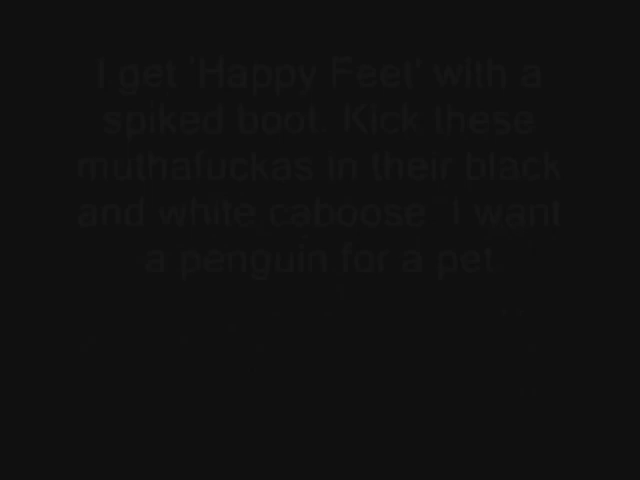 I get 'Happy Feet' with a
spiked boot. Kick these
muthafuckas in their black
and white caboose "I want
a penguin for a pet